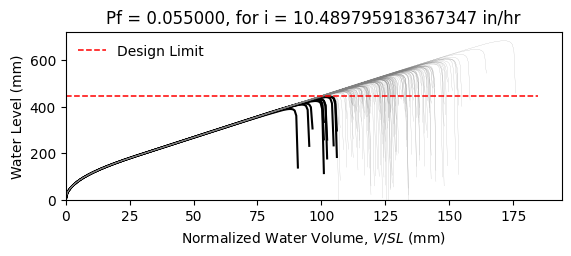 Pf = 0.055000, for i = 10.489795918367347 in/hr
Design Limit
Water Level (mm)
600
400
200
0
0 25 50 75 100 125 150 175
Normalized Water Volume, V/SL (mm)